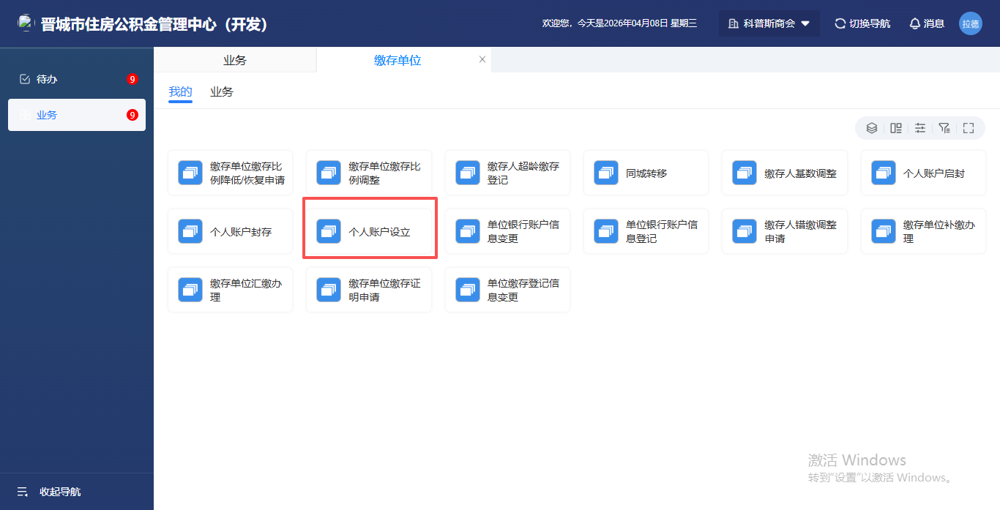 晋城市住房公积金管理中心（开发）
欢迎您，今天是2026年04月08日 星期三
科普斯商会
切换导航
消息
拉德
待办
9
业务
9
收起导航
业务
缴存单位
我的
业务
缴存单位缴存比
例降低/恢复申请
缴存单位缴存比
例调整
缴存人超龄缴存
登记
同城转移
缴存人基数调整
个人账户启封
个人账户封存
个人账户设立
单位银行账户信
息变更
单位银行账户信
息登记
缴存人错缴调整
申请
缴存单位补缴办
理
缴存单位汇缴办
理
缴存单位缴存证
明申请
单位缴存登记信
息变更
激活 Windows
转到"设置"以激活 Windows。